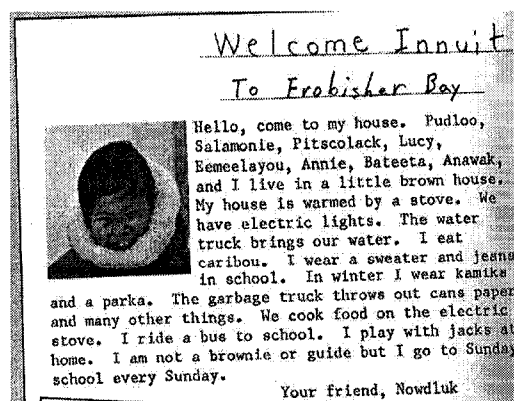 Welcome Innuit
To Frobisher Bay
Hello, come to my house. Pudloo,
Salamonie, Pitscolack, Lucy,
Eemeelayou, Annie, Bateeta, Anawak,
and I live in a little brown house.
My house is warmed by a stove. We
have electric lights. The water
truck brings our water. I eat
caribou. I wear a sweater and jeans
in school. In winter I wear kamiks
and a parka. The garbage truck throws out cans paper
and many other things. We cook food on the electric
stove. I ride a bus to school. I play with jacks at
home. I am not a brownie or guide but I go to Sunday
school every Sunday.
Your friend, Nowdluk